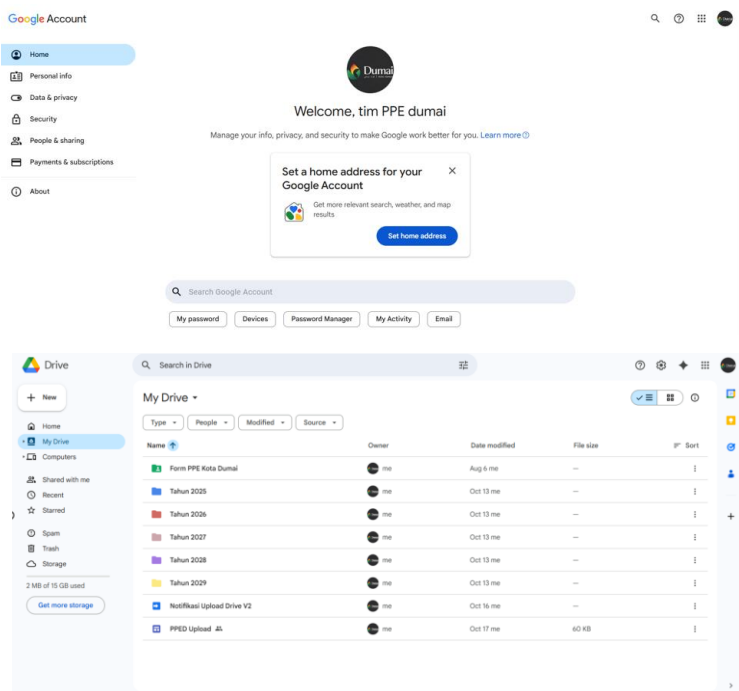 Google Account
Home
Personal info
Data & privacy
Security
People & sharing
Payments & subscriptions
About
Dumai
Welcome, tim PPE dumai
Manage your info, privacy, and security to make Google work better for you. Learn more
Set a home address for your
Google Account
Get more relevant search, weather, and map
results
Set home address
Search Google Account
My password Devices Password Manager My Activity Email
Drive
Search in Drive
New
Home
My Drive
Computers
Shared with me
Recent
Starred
Spam
Trash
Storage
2 MB of 15 GB used
Get more storage
My Drive
Type People Modified Source
Name Owner Date modified File size Sort
Form PPE Kota Dumai me Aug 6 me —
Tahun 2025 me Oct 13 me —
Tahun 2026 me Oct 13 me —
Tahun 2027 me Oct 13 me —
Tahun 2028 me Oct 13 me —
Tahun 2029 me Oct 13 me —
Notifikasi Upload Drive V2 me Oct 16 me —
PPED Upload me Oct 17 me 60 KB